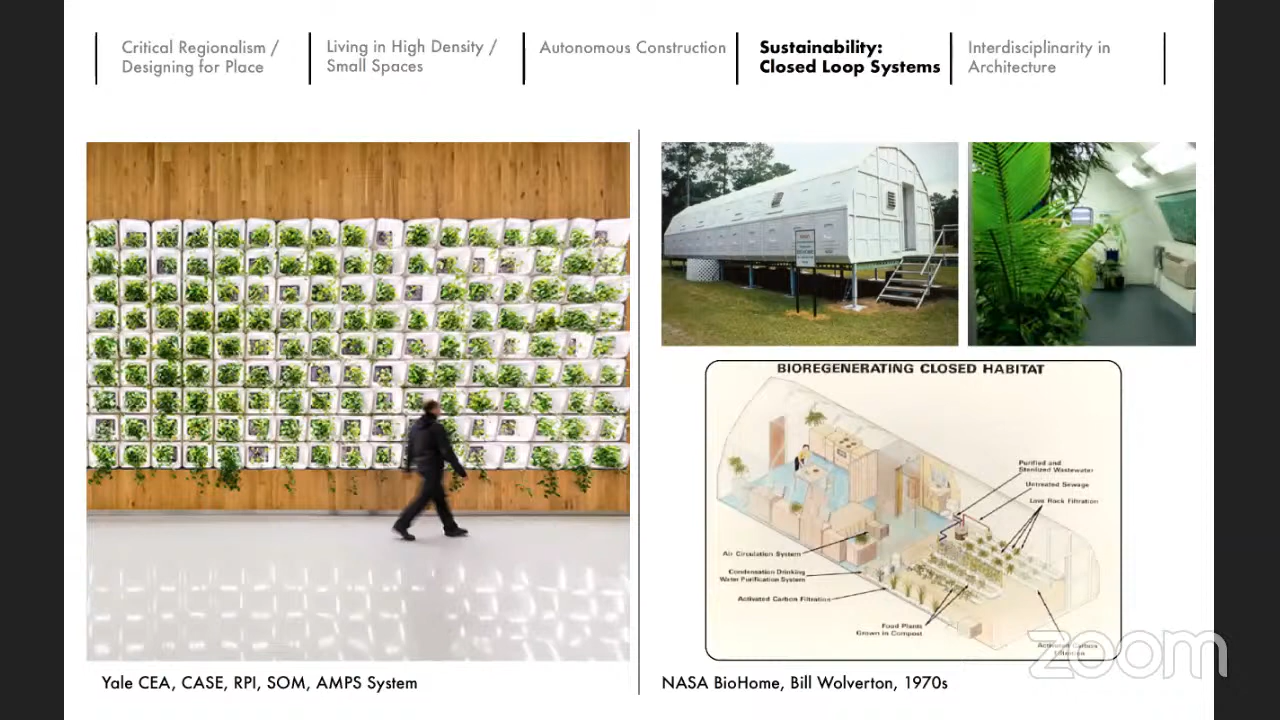 Critical Regionalism /
Designing for Place
Living in High Density /
Small Spaces
Autonomous Construction
Sustainability:
Closed Loop Systems
Interdisciplinarity in
Architecture
BIOREGENERATING CLOSED HABITAT
Purified and
Sterilized Wastewater
Untreated Sewage
Lava Rock Filtration
Air Circulation System
Condensation Drinking
Water Purification System
Activated Carbon Filtration
Food Plants
Grown in Compost
Activated Carbon
Filtration
zoom
Yale CEA, CASE, RPI, SOM, AMPS System
NASA BioHome, Bill Wolverton, 1970s